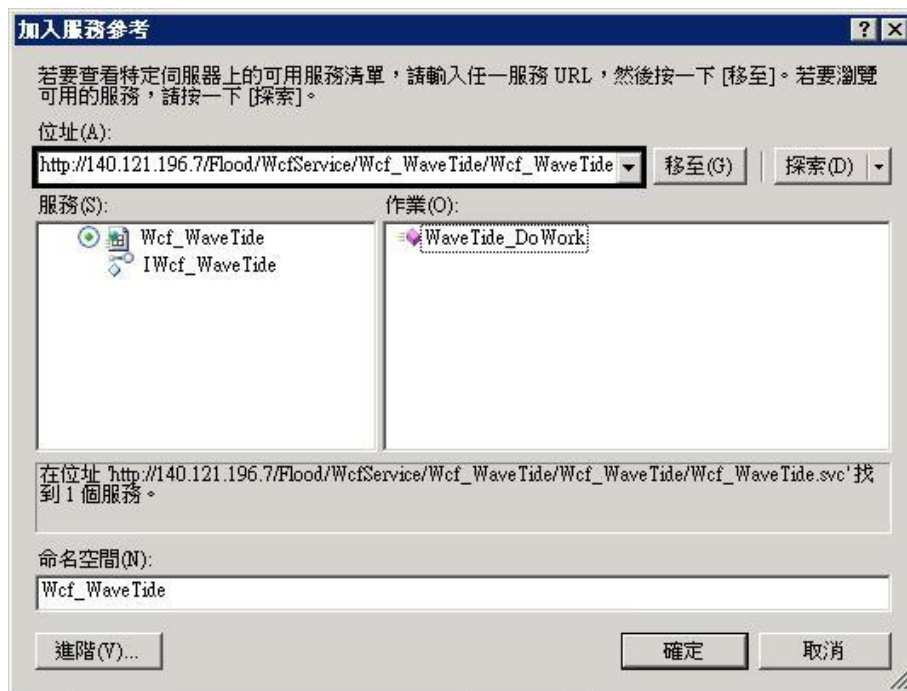 加入服務參考
若要查看特定伺服器上的可用服務清單，請輸入任一服務 URL，然後按一下 [移至]。若要瀏覽
可用的服務，請按一下 [探索]。
位址(A):
http://140.121.196.7/Flood/WcfService/Wcf_WaveTide/Wcf_WaveTide
移至(G)
探索(D)
服務(S):
作業(O):
Wcf_WaveTide
IWcf_WaveTide
WaveTide_DoWork
在位址 'http://140.121.196.7/Flood/WcfService/Wcf_WaveTide/Wcf_WaveTide/Wcf_WaveTide.svc' 找
到 1 個服務。
命名空間(N):
Wcf_WaveTide
進階(V)...
確定
取消